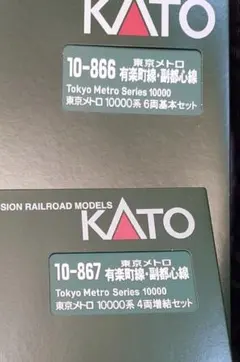 KATO
10-866 東京メトロ
有楽町線・副都心線
Tokyo Metro Series 10000
東京メトロ 10000系 6両基本セット
SION RAILROAD MODELS
KATO
10-867 東京メトロ
有楽町線・副都心線
Tokyo Metro Series 10000
東京メトロ 10000系 4両増結セット